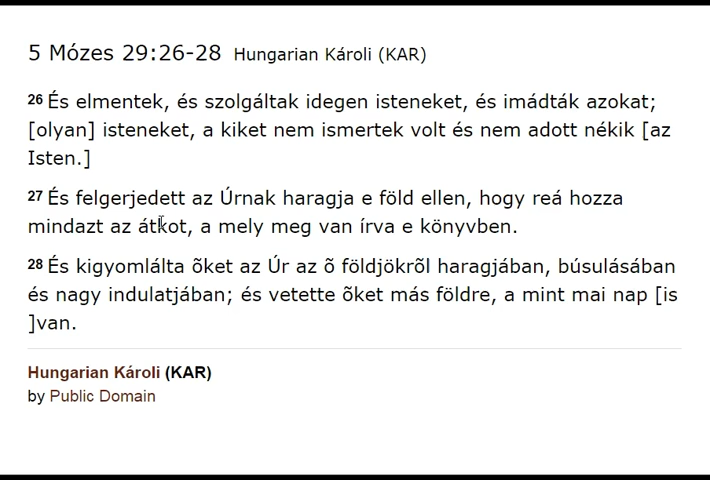 5 Mózes 29:26-28 Hungarian Károli (KAR)
26 És elmentek, és szolgáltak idegen isteneket, és imádták azokat;
[olyan] isteneket, a kiket nem ismertek volt és nem adott nékik [az
Isten.]
27 És felgerjedett az Úrnak haragja e föld ellen, hogy reá hozza
mindazt az átkot, a mely meg van írva e könyvben.
28 És kigyomlálta õket az Úr az õ földjökrõl haragjában, búsulásában
és nagy indulatjában; és vetette õket más földre, a mint mai nap [is
]van.
Hungarian Károli (KAR)
by Public Domain